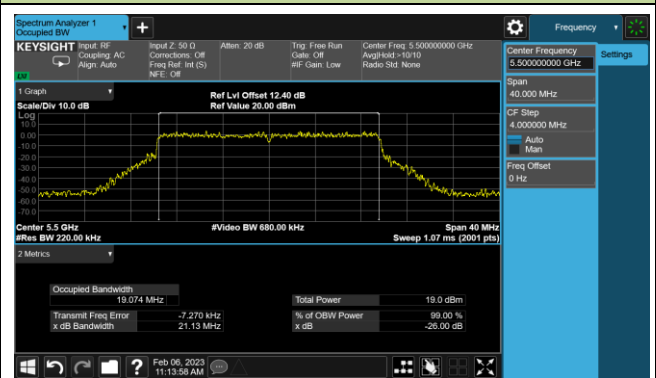 Spectrum Analyzer 1
Occupied BW
Frequency
KEYSIGHT
Input: RF
Coupling: AC
Align: Auto
Input Z: 50 Ω
Corrections: Off
Freq Ref: Int (S)
NFE: Off
Atten: 20 dB
Trig: Free Run
Gate: Off
#IF Gain: Low
Center Freq: 5.500000000 GHz
Avg|Hold:>10/10
Radio Std: None
LXI
Center Frequency
5.500000000 GHz
Settings
Span
40.000 MHz
CF Step
4.000000 MHz
Auto
Man
Freq Offset
0 Hz
1 Graph
Scale/Div 10.0 dB
Ref Lvl Offset 12.40 dB
Ref Value 20.00 dBm
Log
10.0
0.00
-10.0
-20.0
-30.0
-40.0
-50.0
-60.0
-70.0
Center 5.5 GHz
#Video BW 680.00 kHz
Span 40 MHz
#Res BW 220.00 kHz
Sweep 1.07 ms (2001 pts)
2 Metrics
Occupied Bandwidth
19.074 MHz
Total Power
19.0 dBm
Transmit Freq Error
-7.270 kHz
% of OBW Power
99.00 %
x dB Bandwidth
21.13 MHz
x dB
-26.00 dB
?
Feb 06, 2023
11:13:58 AM